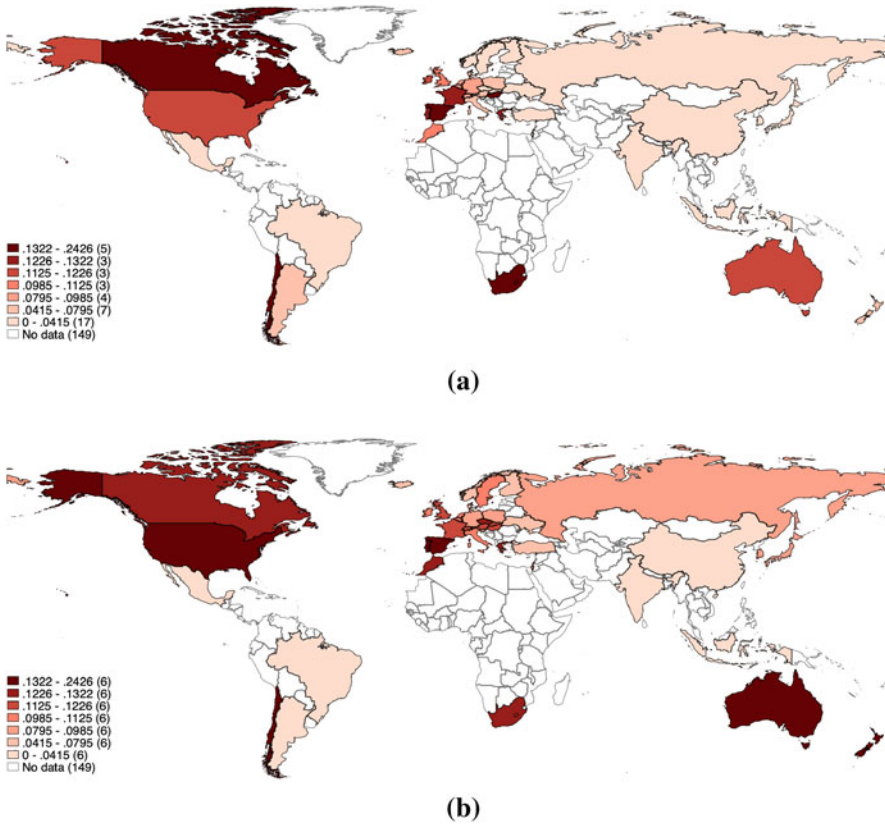 .1322 - .2426 (5)
.1226 - .1322 (3)
.1125 - .1226 (3)
.0985 - .1125 (3)
.0795 - .0985 (4)
.0415 - .0795 (7)
0 - .0415 (17)
No data (149)
(a)
.1322 - .2426 (6)
.1226 - .1322 (6)
.1125 - .1226 (6)
.0985 - .1125 (6)
.0795 - .0985 (6)
.0415 - .0795 (6)
0 - .0415 (6)
No data (149)
(b)